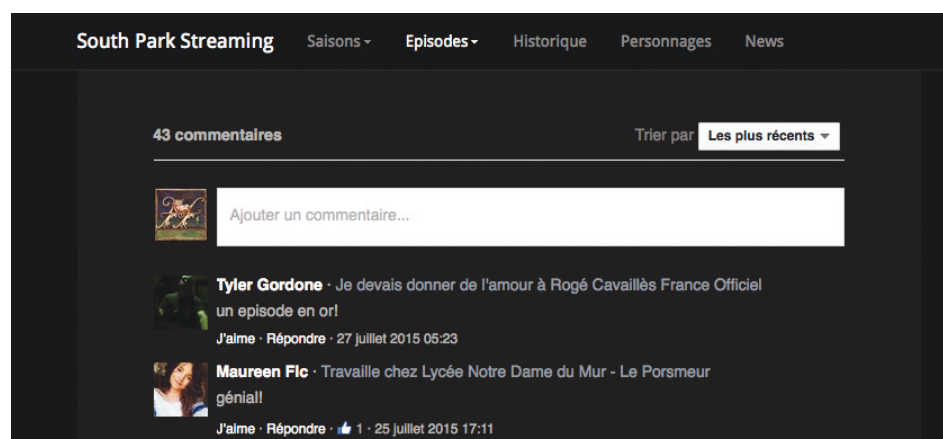 South Park Streaming Saisons Episodes Historique Personnages News
43 commentaires Trier par Les plus récents
Ajouter un commentaire...
Tyler Gordone · Je devais donner de l'amour à Rogé Cavaillès France Officiel
un episode en or!
J'aime · Répondre · 27 juillet 2015 05:23
Maureen Flc · Travaille chez Lycée Notre Dame du Mur - Le Porsmeur
génial!
J'aime · Répondre · 1 · 25 juillet 2015 17:11